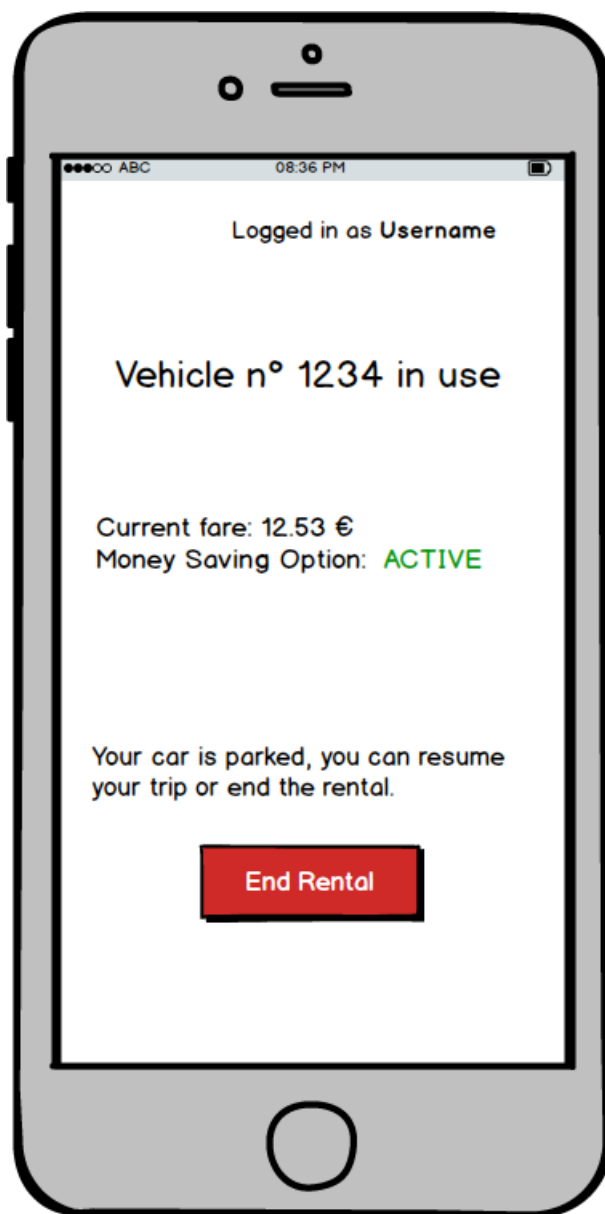 ABC 08:36 PM
Logged in as Username
Vehicle n° 1234 in use
Current fare: 12.53 €
Money Saving Option: ACTIVE
Your car is parked, you can resume
your trip or end the rental.
End Rental